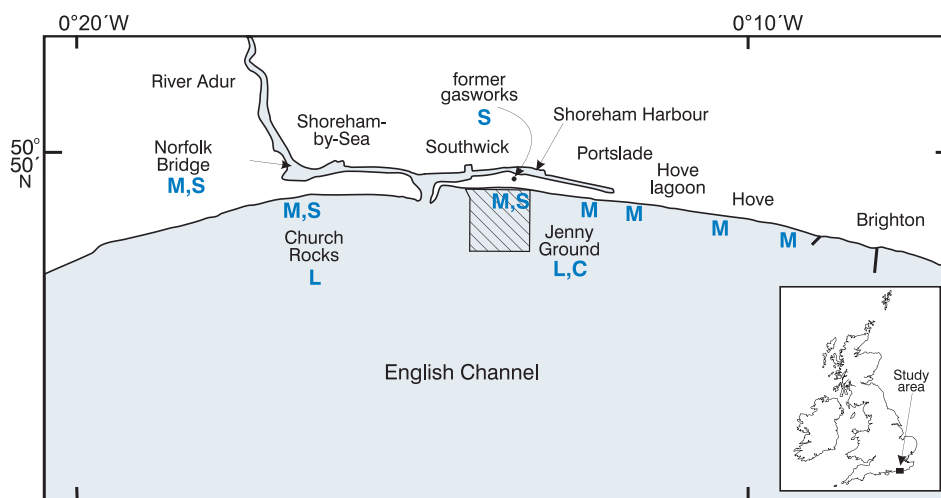 0°20´W
0°10´W
River Adur
former
gasworks
S
Shoreham-
by-Sea
Shoreham Harbour
50°
50´
N
Norfolk
Bridge
M,S
Southwick
Portslade
Hove
lagoon
Hove
Brighton
M,S
M,S
M
M
M
M
Church
Rocks
L
Jenny
Ground
L,C
English Channel
Study
area